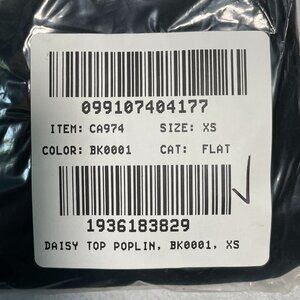 099107404177
ITEM: CA974 SIZE: XS
COLOR: BK0001 CAT: FLAT
1936183829
DAISY TOP POPLIN, BK0001, XS